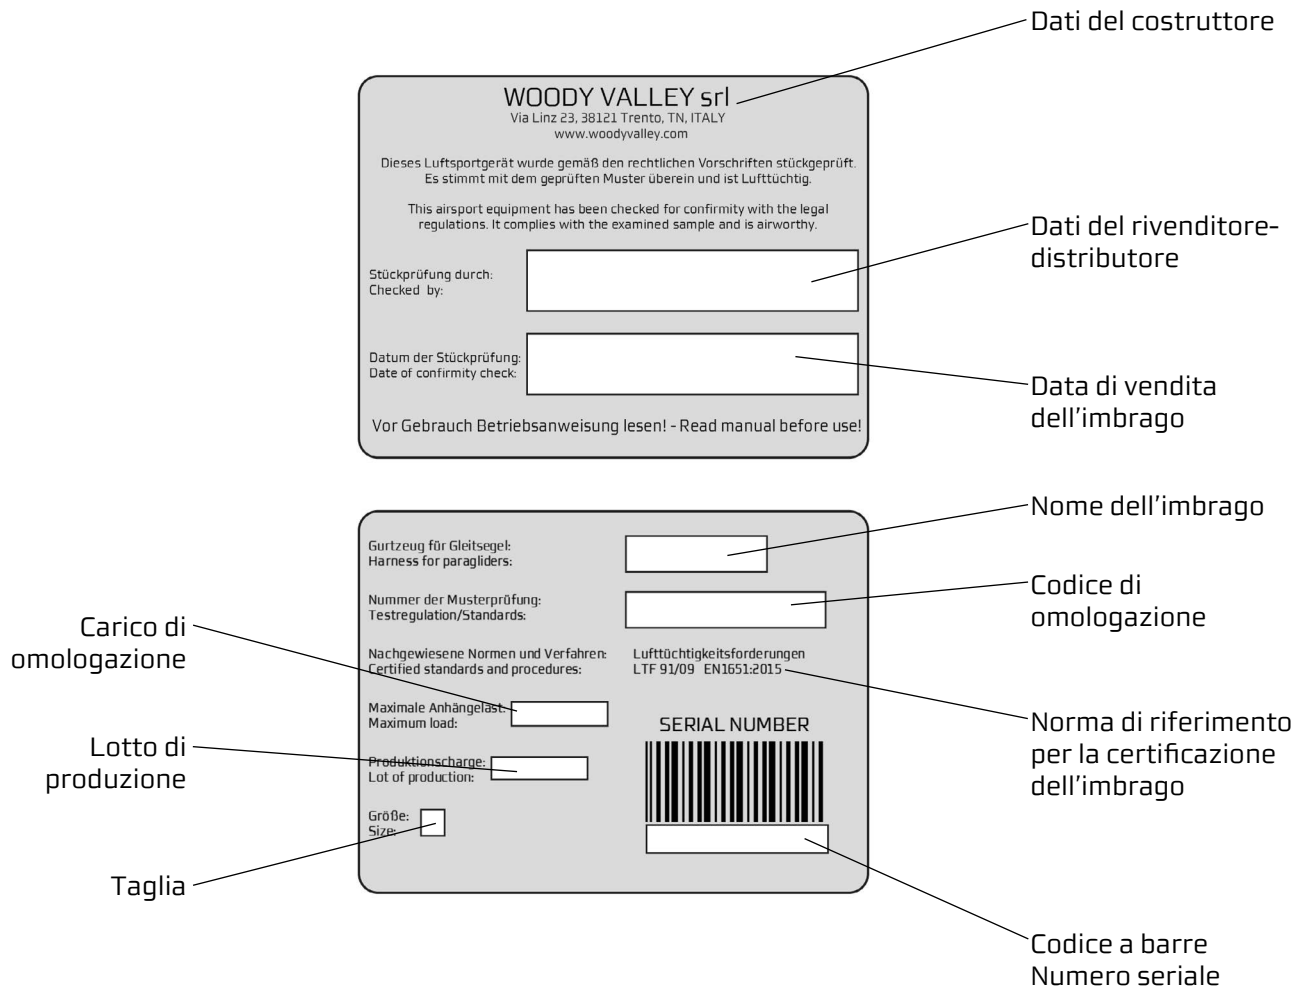 Dati del costruttore
WOODY VALLEY srl
Via Linz 23, 38121 Trento, TN, ITALY
www.woodyvalley.com
Dieses Luftsportgerät wurde gemäß den rechtlichen Vorschriften stückgeprüft.
Es stimmt mit dem geprüften Muster überein und ist Lufttüchtig.
This airsport equipment has been checked for confirmity with the legal
regulations. It complies with the examined sample and is airworthy.
Dati del rivenditore-
distributore
Stückprüfung durch:
Checked by:
Datum der Stückprüfung:
Date of confirmity check:
Data di vendita
dell'imbrago
Vor Gebrauch Betriebsanweisung lesen! - Read manual before use!
Nome dell'imbrago
Gurtzeug für Gleitsegel:
Harness for paragliders:
Codice di
omologazione
Nummer der Musterprüfung:
Testregulation/Standards:
Carico di
omologazione
Nachgewiesene Normen und Verfahren:
Certified standards and procedures:
Lufttüchtigkeitsforderungen
LTF 91/09 EN1651:2015
Maximale Anhängelast:
Maximum load:
SERIAL NUMBER
Norma di riferimento
per la certificazione
dell'imbrago
Lotto di
produzione
Produktionscharge:
Lot of production:
Größe:
Size:
Taglia
Codice a barre
Numero seriale